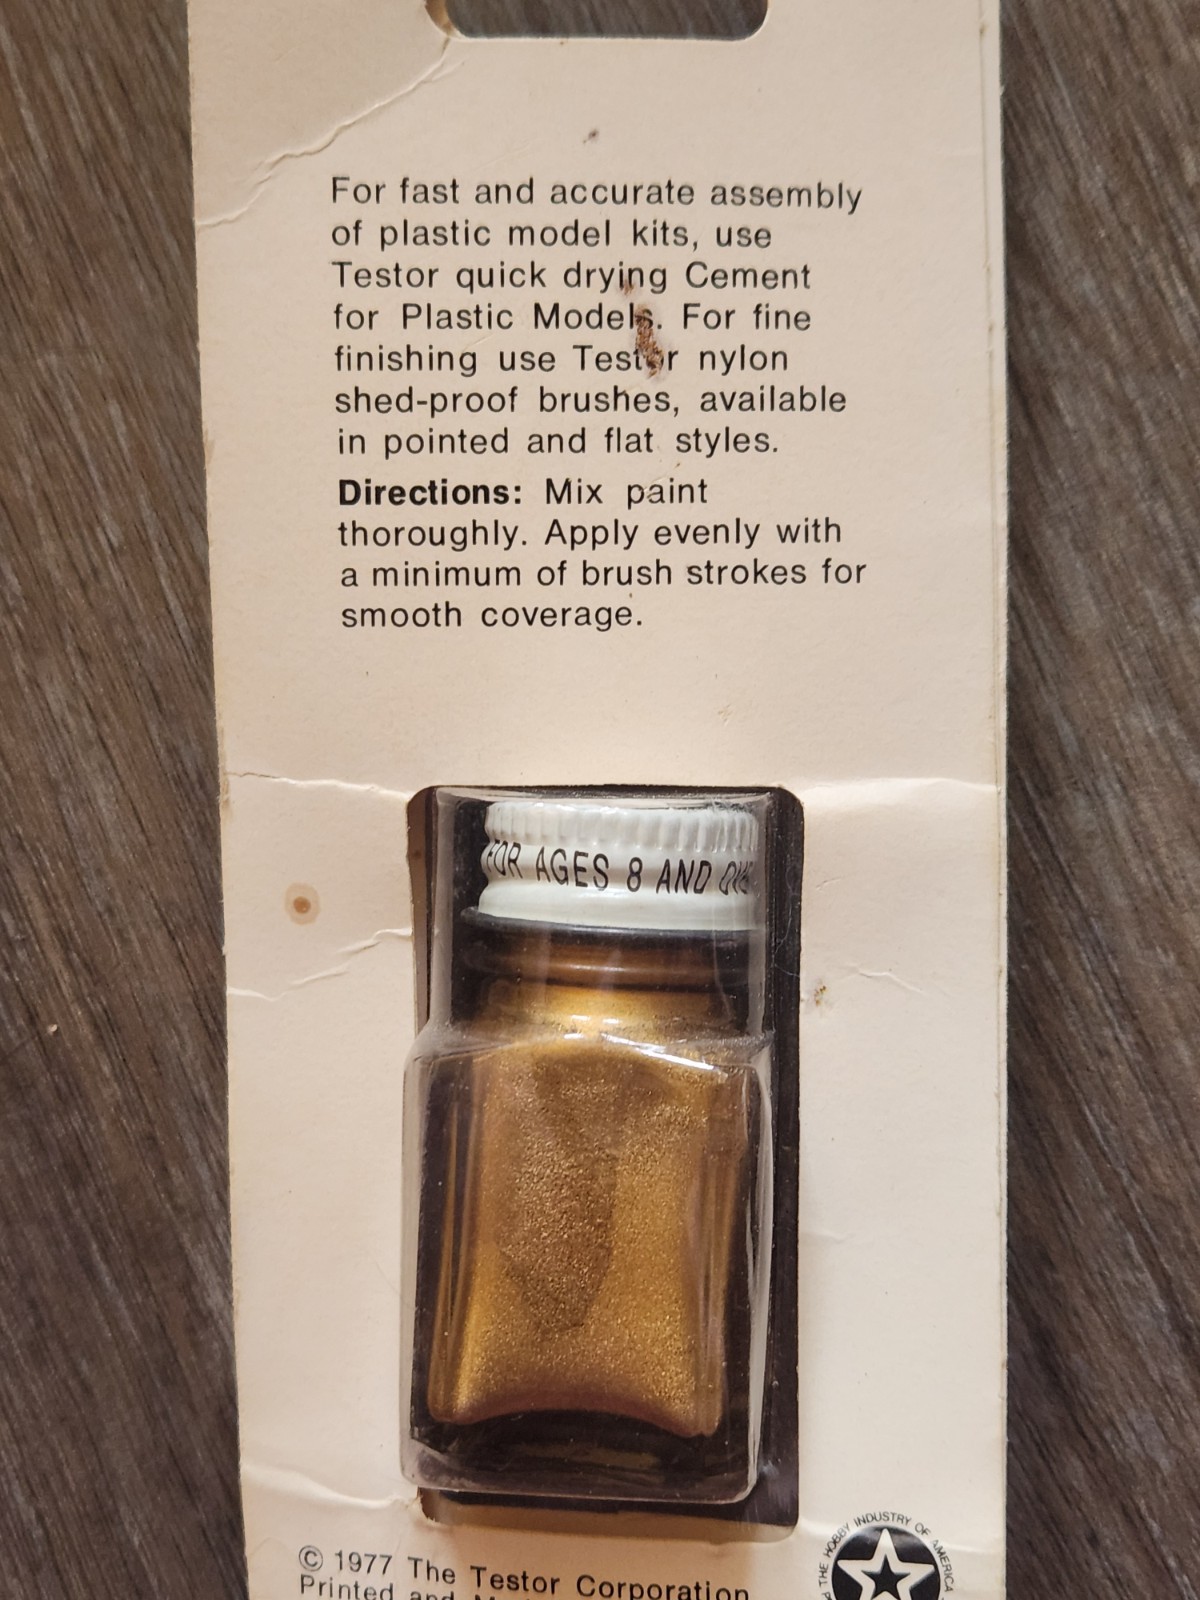 For fast and accurate assembly
of plastic model kits, use
Testor quick drying Cement
for Plastic Models. For fine
finishing use Testor nylon
shed-proof brushes, available
in pointed and flat styles.
Directions: Mix paint
thoroughly. Apply evenly with
a minimum of brush strokes for
smooth coverage.
FOR AGES 8 AND
© 1977 The Testor Corporation
Printed and
THE HOBBY INDUSTRY OF AMERICA